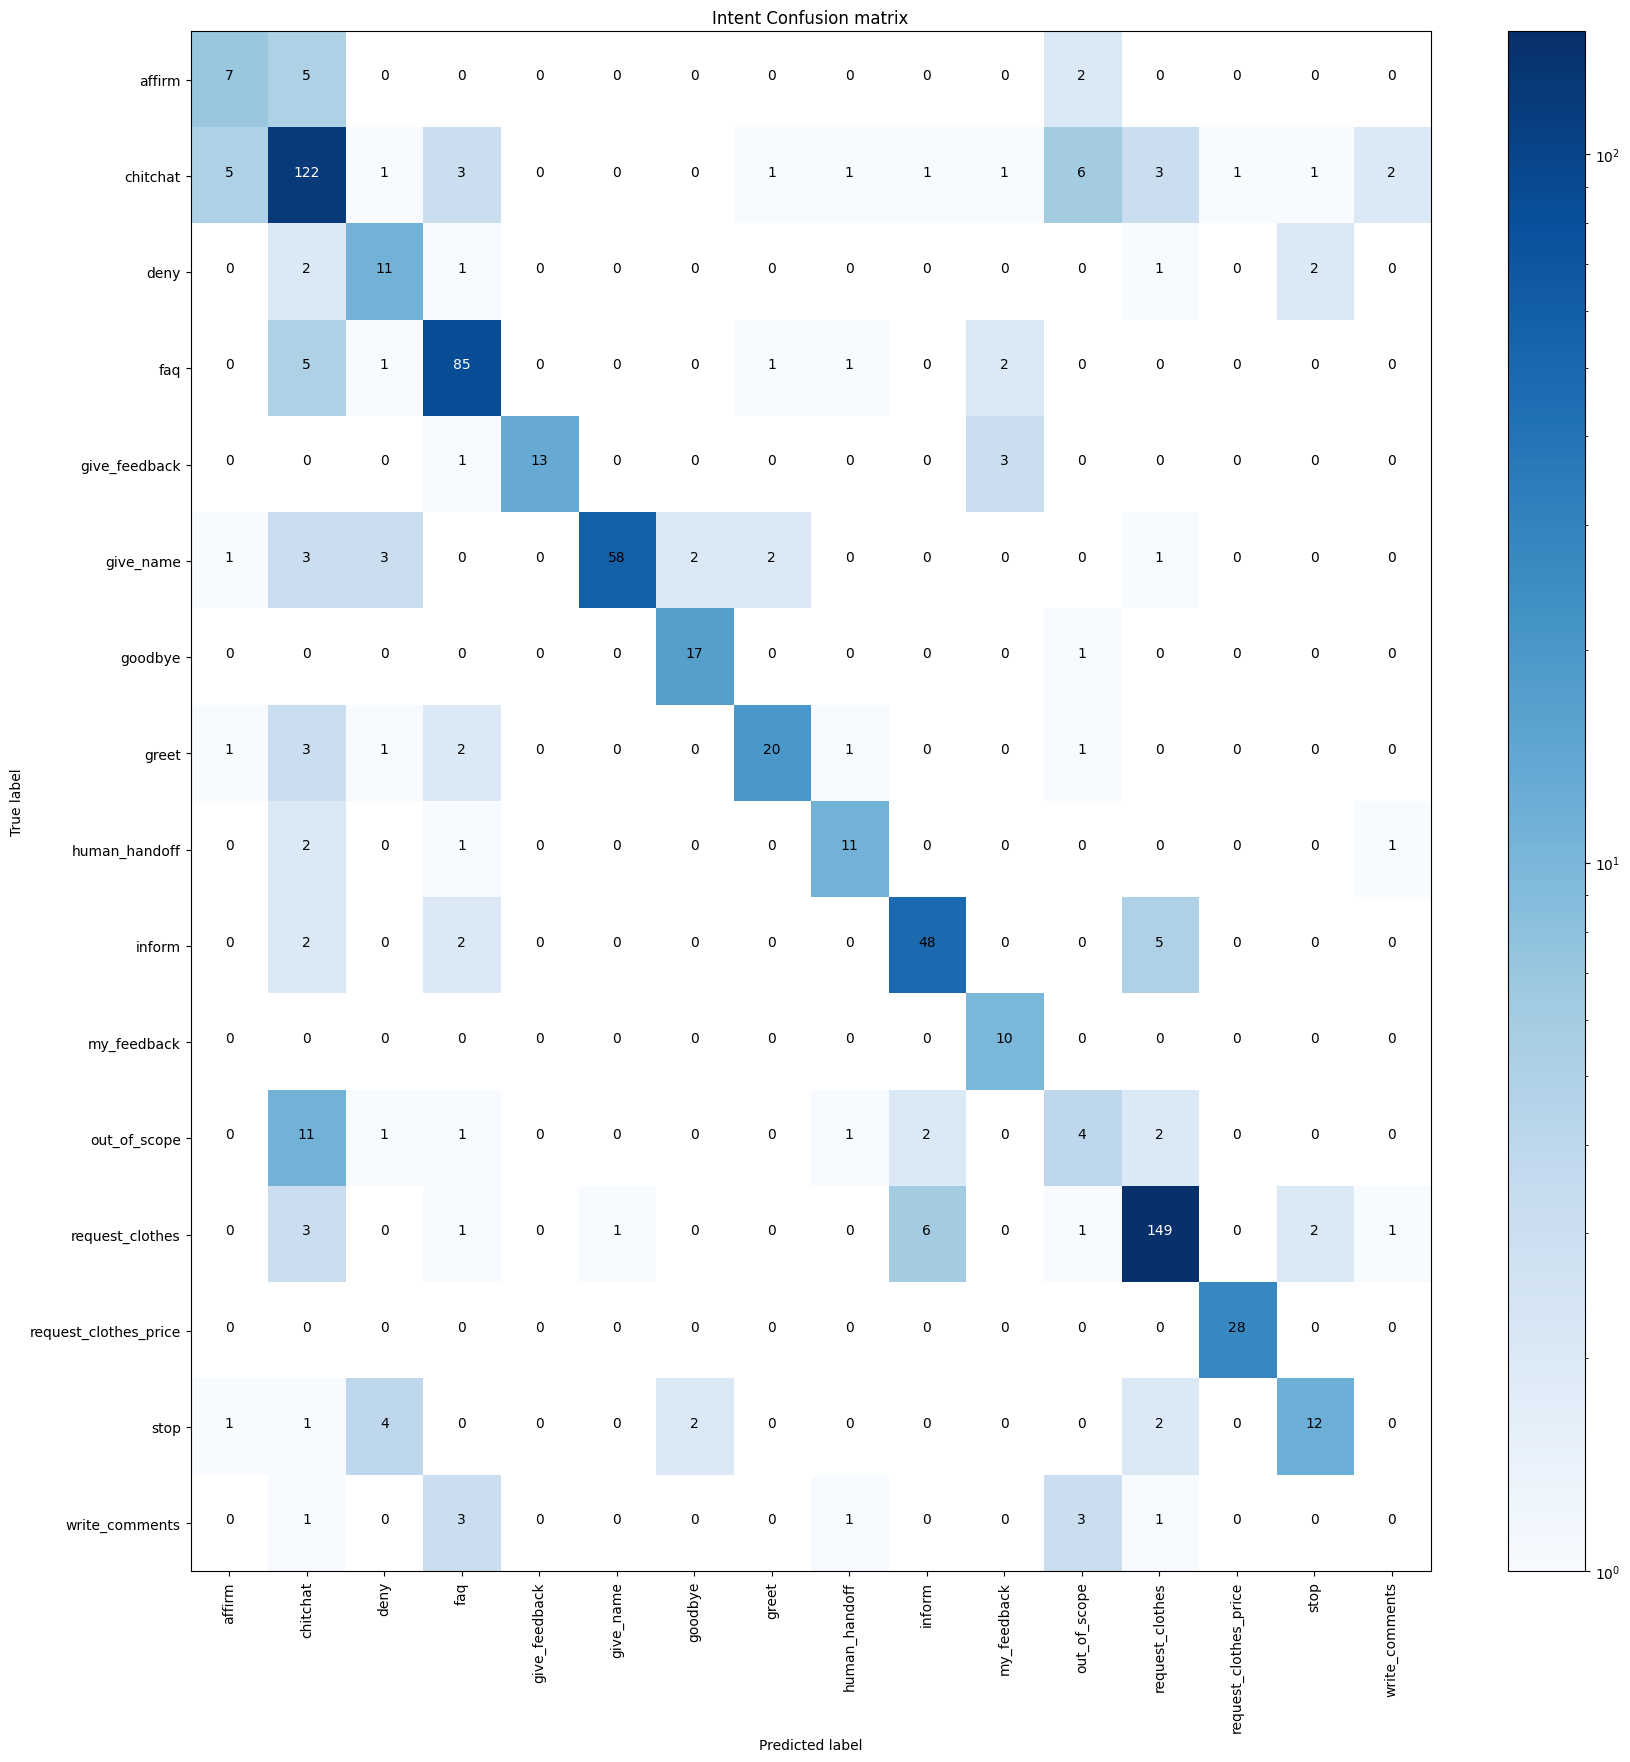 Intent Confusion matrix
affirm 7 5 0 0 0 0 0 0 0 0 0 2 0 0 0 0
chitchat 5 122 1 3 0 0 0 1 1 1 1 6 3 1 1 2
deny 0 2 11 1 0 0 0 0 0 0 0 0 1 0 2 0
faq 0 5 1 85 0 0 0 1 1 0 2 0 0 0 0 0
give_feedback 0 0 0 1 13 0 0 0 0 0 3 0 0 0 0 0
give_name 1 3 3 0 0 58 2 2 0 0 0 0 1 0 0 0
goodbye 0 0 0 0 0 0 17 0 0 0 0 1 0 0 0 0
greet 1 3 1 2 0 0 0 20 1 0 0 1 0 0 0 0
human_handoff 0 2 0 1 0 0 0 0 11 0 0 0 0 0 0 1
inform 0 2 0 2 0 0 0 0 0 48 0 0 5 0 0 0
my_feedback 0 0 0 0 0 0 0 0 0 0 10 0 0 0 0 0
out_of_scope 0 11 1 1 0 0 0 0 1 2 0 4 2 0 0 0
request_clothes 0 3 0 1 0 1 0 0 0 6 0 1 149 0 2 1
request_clothes_price 0 0 0 0 0 0 0 0 0 0 0 0 0 28 0 0
stop 1 1 4 0 0 0 2 0 0 0 0 0 2 0 12 0
write_comments 0 1 0 3 0 0 0 0 1 0 0 3 1 0 0 0
True label
affirm
chitchat
deny
faq
give_feedback
give_name
goodbye
greet
human_handoff
inform
my_feedback
out_of_scope
request_clothes
request_clothes_price
stop
write_comments
Predicted label
10²
10¹
10⁰